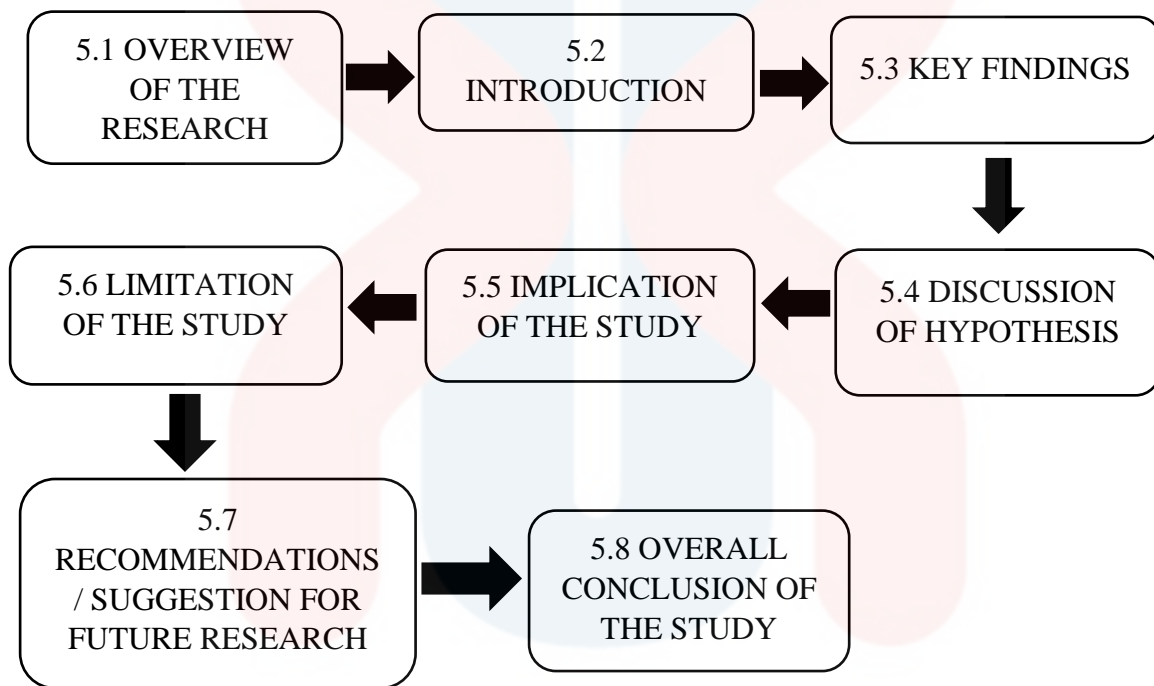 5.1 OVERVIEW
OF THE
RESEARCH
5.2
INTRODUCTION
5.3 KEY FINDINGS
5.4 DISCUSSION
OF HYPOTHESIS
5.5 IMPLICATION
OF THE STUDY
5.6 LIMITATION
OF THE STUDY
5.7
RECOMMENDATIONS
/ SUGGESTION FOR
FUTURE RESEARCH
5.8 OVERALL
CONCLUSION OF
THE STUDY